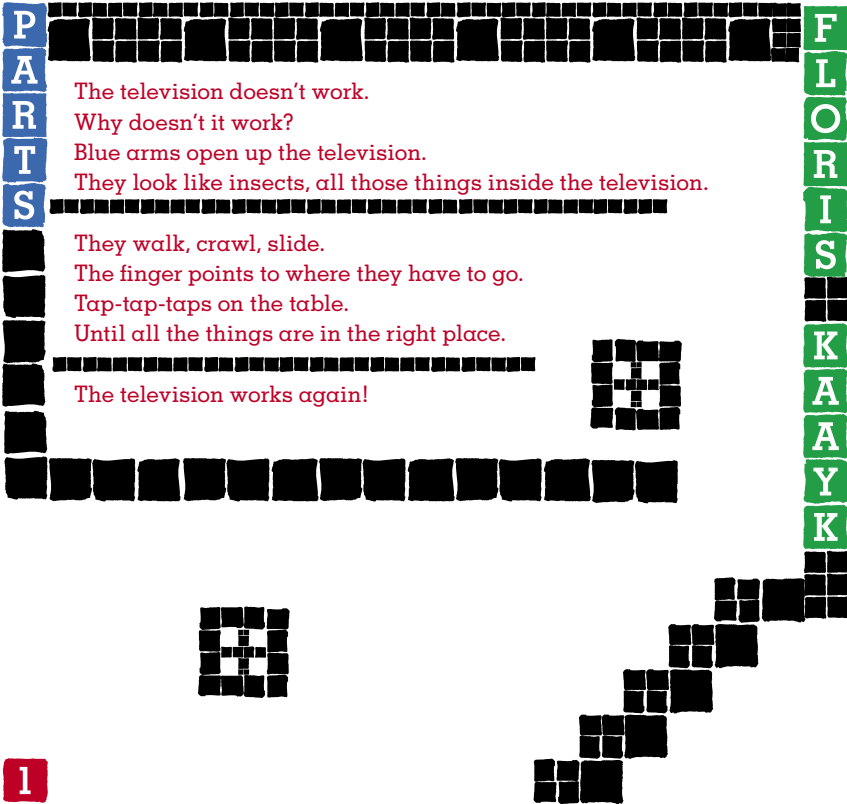 PARTS
FLORIS KAAYK
The television doesn't work.
Why doesn't it work?
Blue arms open up the television.
They look like insects, all those things inside the television.
They walk, crawl, slide.
The finger points to where they have to go.
Tap-tap-taps on the table.
Until all the things are in the right place.
The television works again!
1